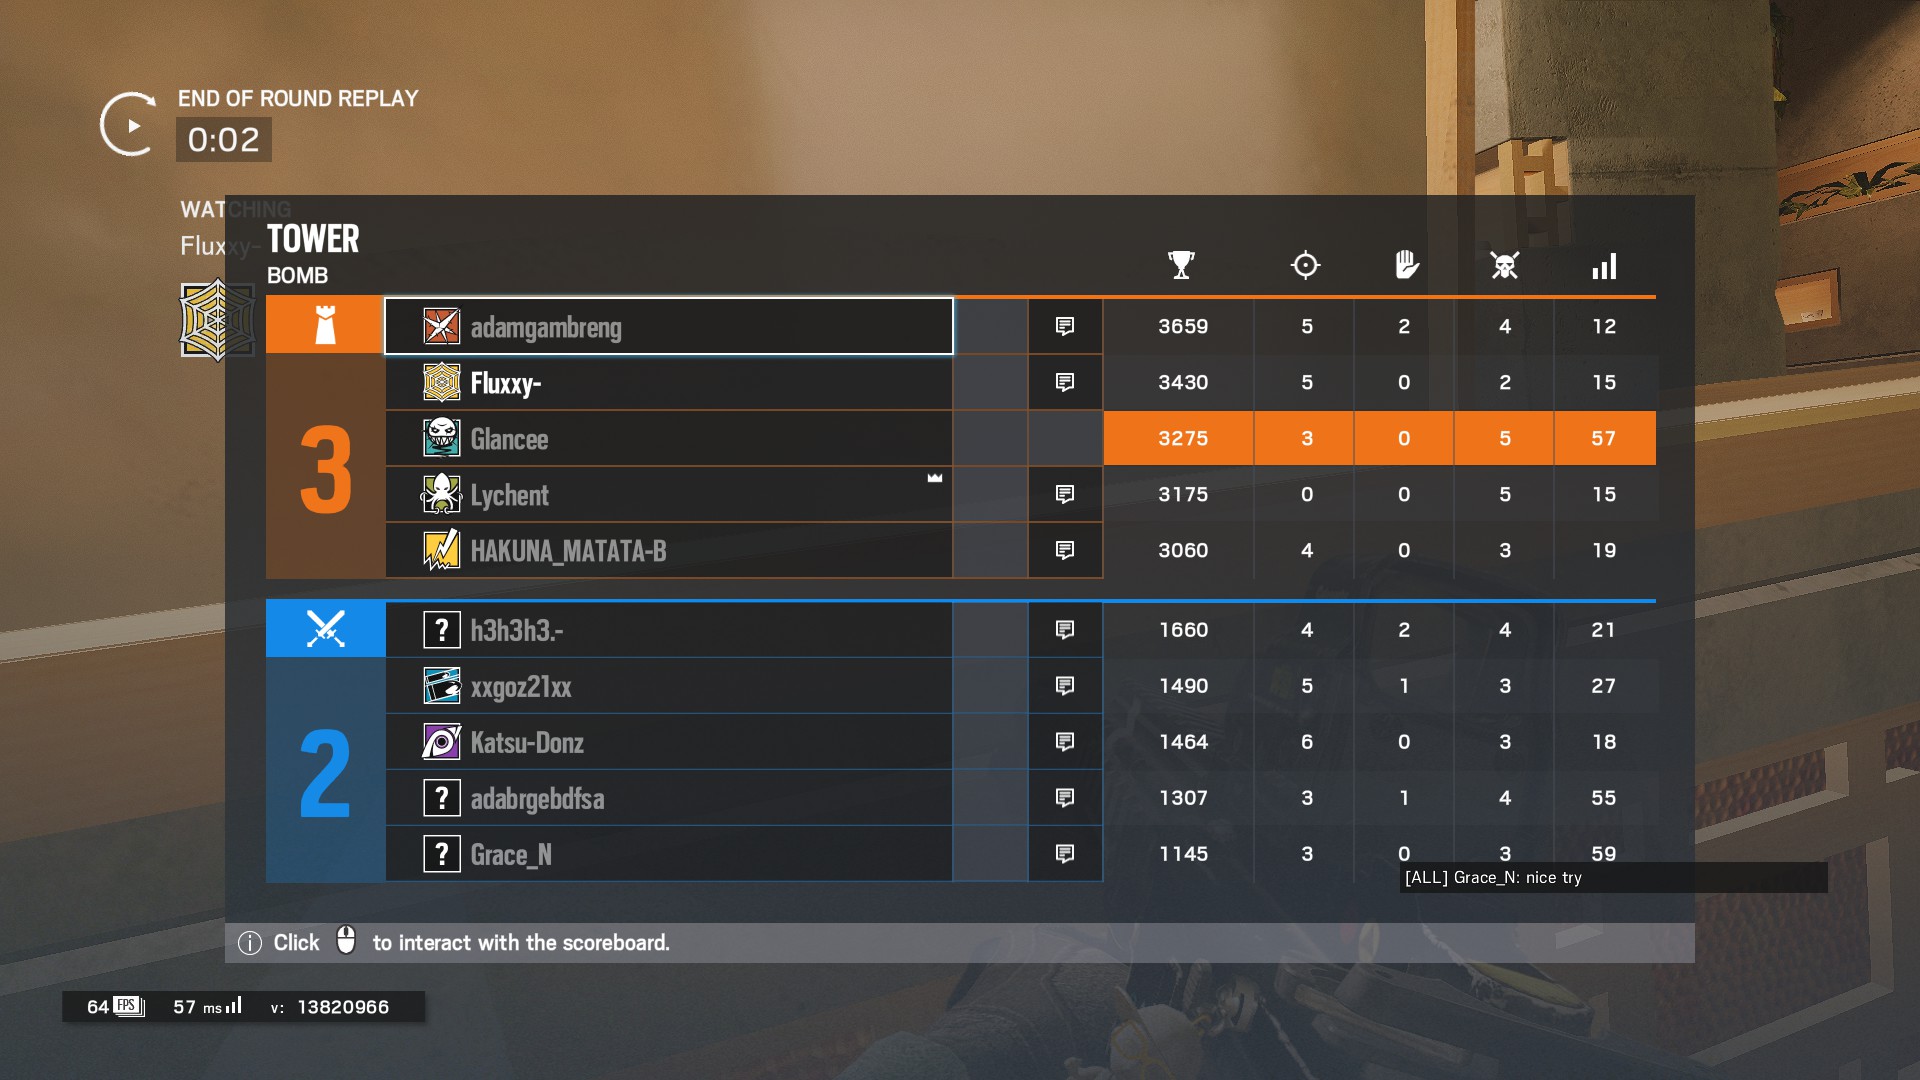 END OF ROUND REPLAY
0:02
WATCHING
Fluxxy-
TOWER
BOMB
adamgambreng 3659 5 2 4 12
Fluxxy- 3430 5 0 2 15
3
Glancee 3275 3 0 5 57
Lychent 3175 0 0 5 15
HAKUNA_MATATA-B 3060 4 0 3 19
? h3h3h3.- 1660 4 2 4 21
xxgoz21xx 1490 5 1 3 27
2
Katsu-Donz 1464 6 0 3 18
? adabrgebdfsa 1307 3 1 4 55
? Grace_N 1145 3 0 3 59
[ALL] Grace_N: nice try
Click to interact with the scoreboard.
64 FPS 57 ms v: 13820966